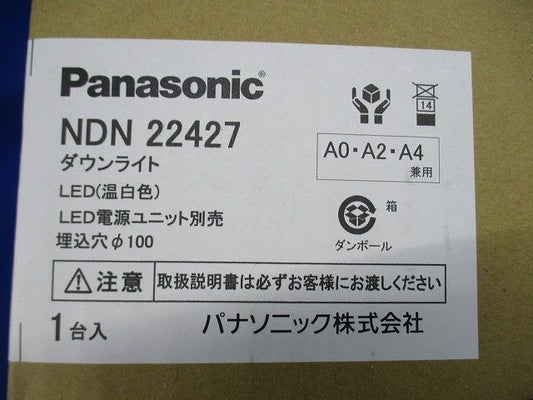 Panasonic®
NDN 22427
ダウンライト
LED(温白色)
LED電源ユニット別売
埋込穴φ100
14
A0・A2・A4
兼用
箱
ダンボール
注意
取扱説明書は必ずお客様にお渡しください
1台入
パナソニック株式会社